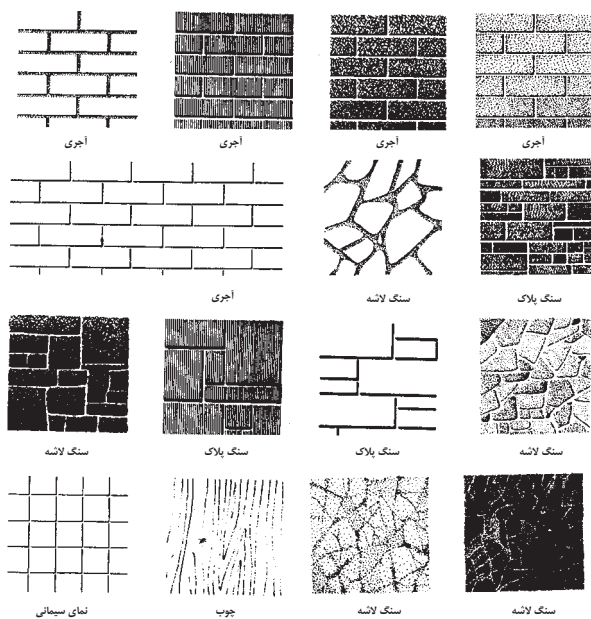 آجری
آجری
آجری
آجری
سنگ پلاک
سنگ لاشه
آجری
سنگ لاشه
سنگ پلاک
سنگ پلاک
سنگ لاشه
سنگ لاشه
سنگ لاشه
چوب
نمای سیمانی